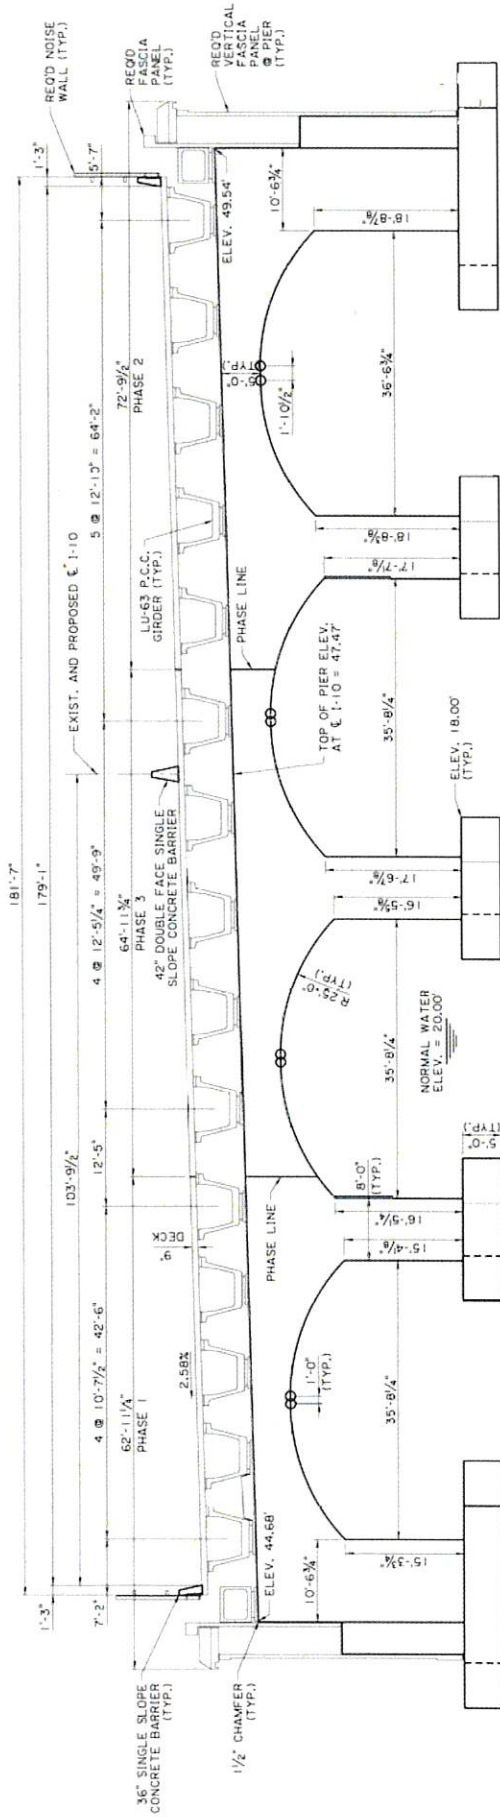 181'-7"
179'-1"
1'-3"
103'-9½"
EXIST. AND PROPOSED ℄ I-10
1'-3"
REQ'D NOISE
WALL (TYP.)
7'-2"
4 @ 10'-7½" = 42'-6"
12'-5"
4 @ 12'-5¼" = 49'-9"
5 @ 12'-10" = 64'-2"
5'-7"
62'-11¼"
PHASE 1
64'-11¾"
PHASE 3
72'-9½"
PHASE 2
REQ'D
FASCIA
PANEL
(TYP.)
REQ'D
VERTICAL
FASCIA
PANEL
@ PIER
(TYP.)
36" SINGLE SLOPE
CONCRETE BARRIER
(TYP.)
2.58%
9"
DECK
42" DOUBLE FACE SINGLE
SLOPE CONCRETE BARRIER
LU-63 P.C.C.
GIRDER (TYP.)
1½" CHAMFER
(TYP.)
ELEV. 44.68'
PHASE LINE
TOP OF PIER ELEV.
AT ℄ I-10 = 47.47'
PHASE LINE
ELEV. 49.54'
10'-6¾"
1'-0"
(TYP.)
R 25'-0"
(TYP.)
5'-0"
(TYP.)
1'-10½"
10'-6¾"
15'-3¾"
35'-8¼"
15'-4⅛"
8'-0"
(TYP.)
16'-5¼"
35'-8¼"
16'-5⅝"
17'-6⅞"
35'-8¼"
17'-7⅛"
18'-8⅜"
36'-6¾"
18'-8⅞"
NORMAL WATER
ELEV. = 20.00'
ELEV. 18.00'
(TYP.)
5'-0"
(TYP.)